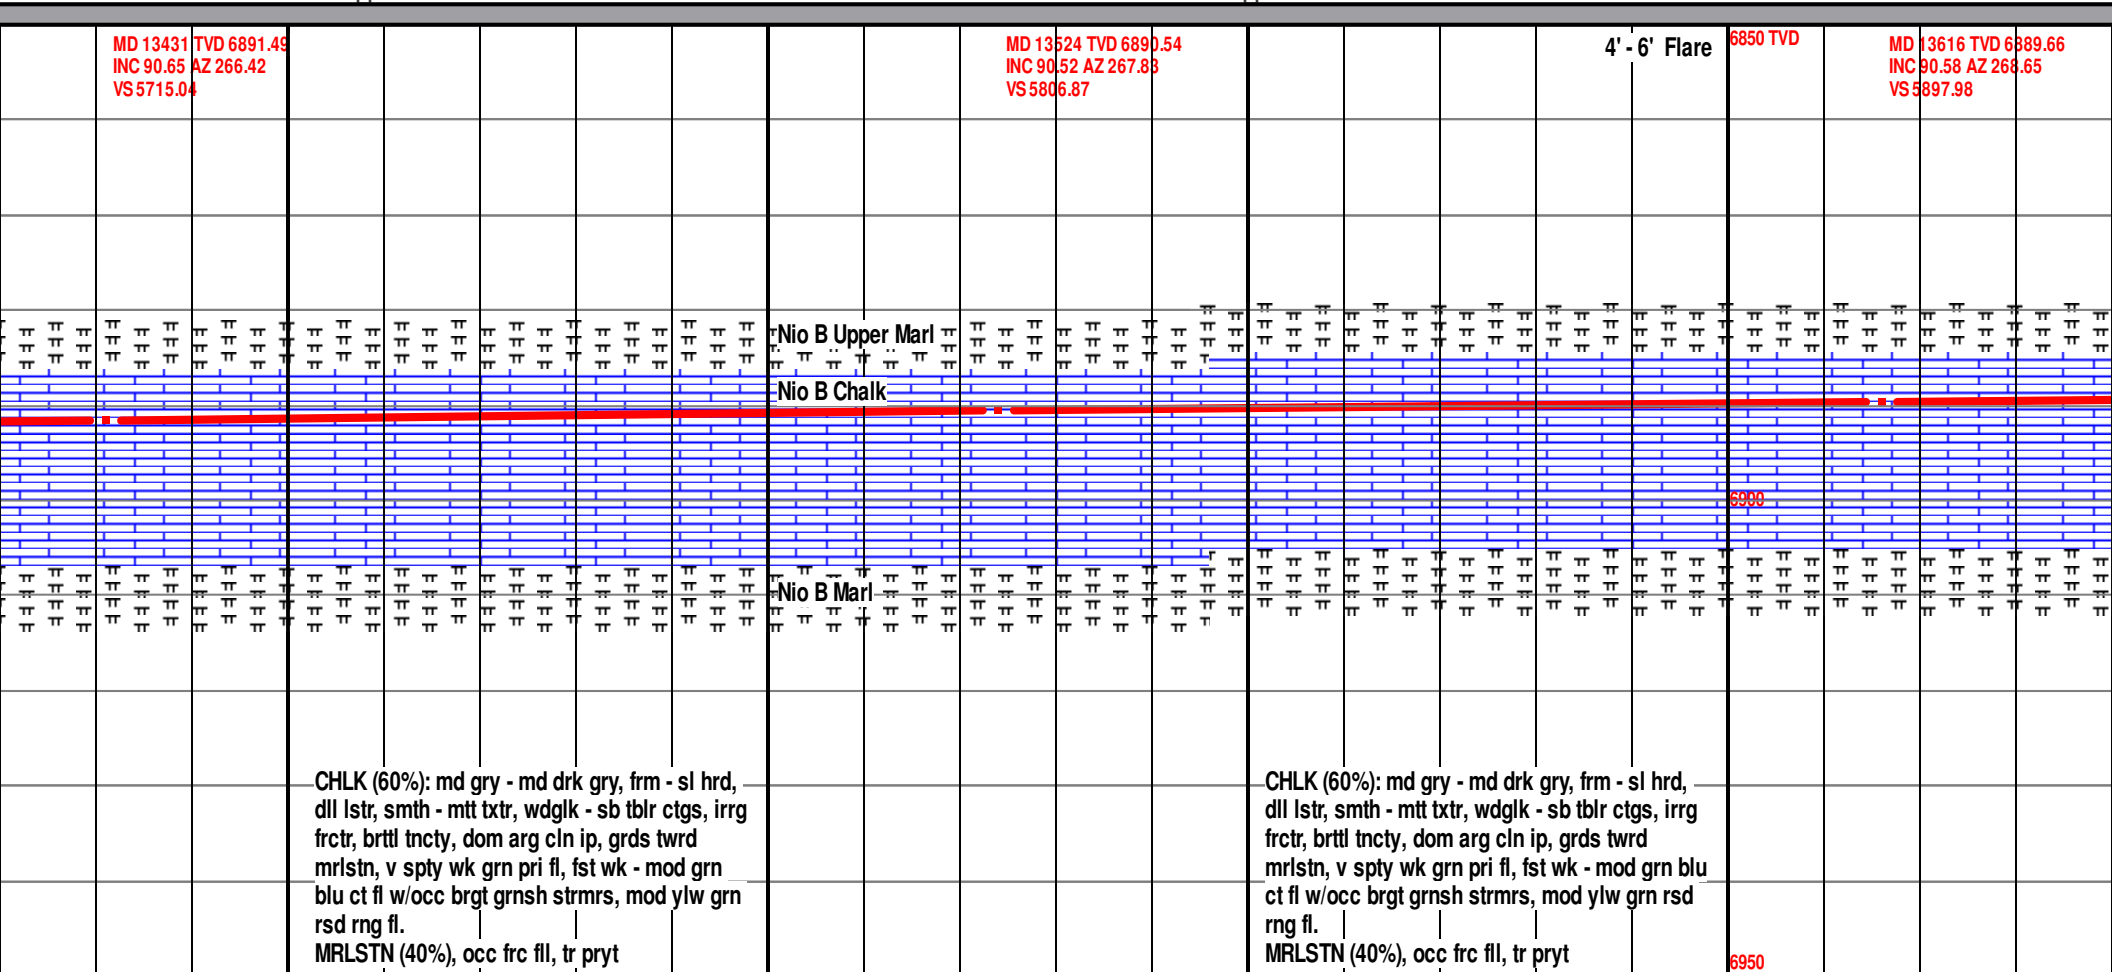 MD 13431 TVD 6891.49
INC 90.65 AZ 266.42
VS 5715.04
MD 13524 TVD 6890.54
INC 90.52 AZ 267.83
VS 5806.87
4' - 6' Flare
6850 TVD
MD 13616 TVD 6889.66
INC 90.58 AZ 268.65
VS 5897.98
Nio B Upper Marl
Nio B Chalk
6900
Nio B Marl
CHLK (60%): md gry - md drk gry, frm - sl hrd,
dll lstr, smth - mtt txtr, wdglk - sb tblr ctgs, irrg
frctr, brttl tncty, dom arg cln ip, grds twrd
mrlstn, v spty wk grn pri fl, fst wk - mod grn
blu ct fl w/occ brgt grnsh strmrs, mod ylw grn
rsd rng fl.
MRLSTN (40%), occ frc fll, tr pryt
CHLK (60%): md gry - md drk gry, frm - sl hrd,
dll lstr, smth - mtt txtr, wdglk - sb tblr ctgs, irrg
frctr, brttl tncty, dom arg cln ip, grds twrd
mrlstn, v spty wk grn pri fl, fst wk - mod grn blu
ct fl w/occ brgt grnsh strmrs, mod ylw grn rsd
rng fl.
MRLSTN (40%), occ frc fll, tr pryt
6950